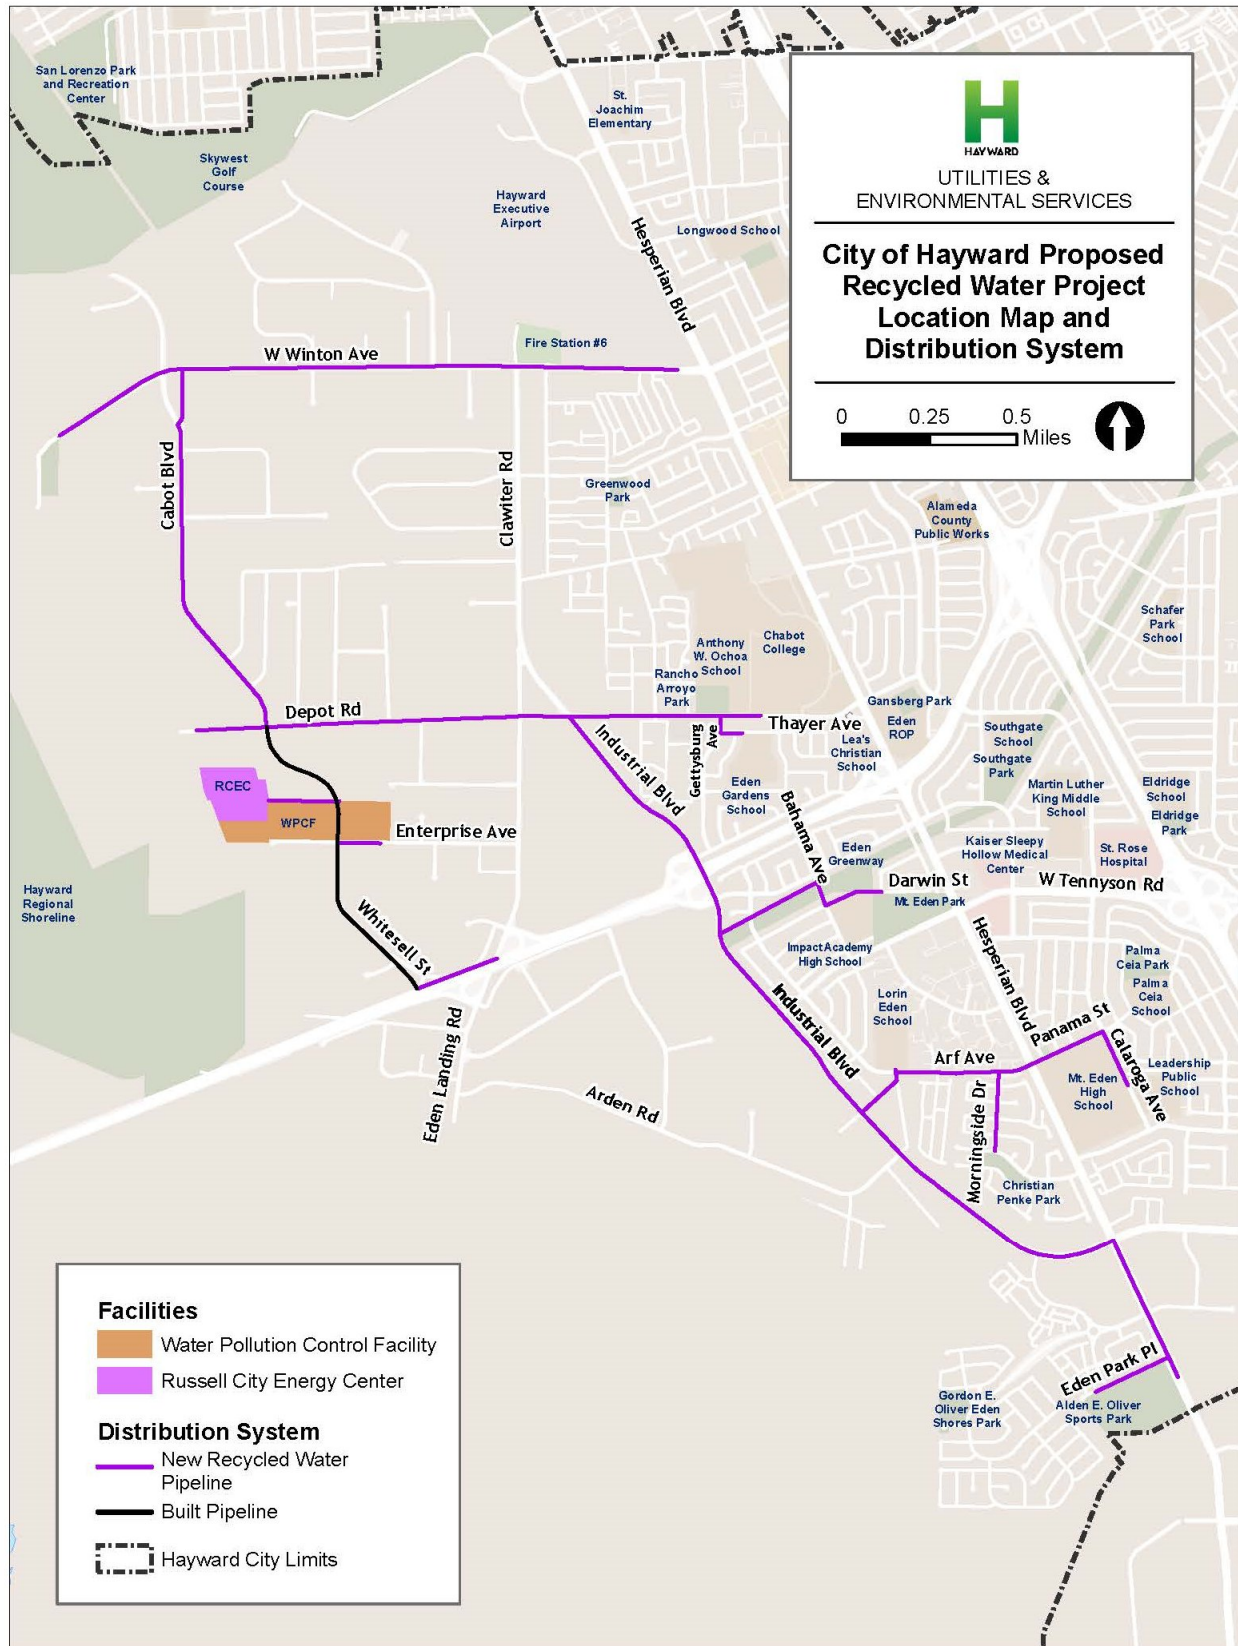 San Lorenzo Park
and Recreation
Center
St.
Joachim
Elementary
Skywest
Golf
Course
Hayward
Executive
Airport
Longwood School
Hesperian Blvd
H
HAYWARD
UTILITIES &
ENVIRONMENTAL SERVICES
City of Hayward Proposed
Recycled Water Project
Location Map and
Distribution System
0 0.25 0.5
Miles
W Winton Ave
Fire Station #6
Cabot Blvd
Clawiter Rd
Greenwood
Park
Alameda
County
Public Works
Schafer
Park
School
Anthony
W. Ochoa
School
Chabot
College
Rancho
Arroyo
Park
Depot Rd
Thayer Ave
Gettysburg
Ave
Industrial Blvd
Gansberg Park
Eden
ROP
Lea's
Christian
School
Southgate
School
Southgate
Park
Eden
Gardens
School
Bahama Ave
Martin Luther
King Middle
School
Eldridge
School
Eldridge
Park
RCEC
WPCF
Enterprise Ave
Eden
Greenway
Kaiser Sleepy
Hollow Medical
Center
St. Rose
Hospital
Darwin St
W Tennyson Rd
Mt. Eden Park
Hayward
Regional
Shoreline
Whitesell St
Impact Academy
High School
Hesperian Blvd
Palma
Ceia Park
Palma
Ceia
School
Lorin
Eden
School
Industrial Blvd
Eden Landing Rd
Arden Rd
Arf Ave
Panama St
Calaroga Ave
Mt. Eden
High
School
Leadership
Public
School
Morningside Dr
Christian
Penke Park
Eden Park Pl
Gordon E.
Oliver Eden
Shores Park
Alden E. Oliver
Sports Park
Facilities
Water Pollution Control Facility
Russell City Energy Center
Distribution System
New Recycled Water
Pipeline
Built Pipeline
Hayward City Limits